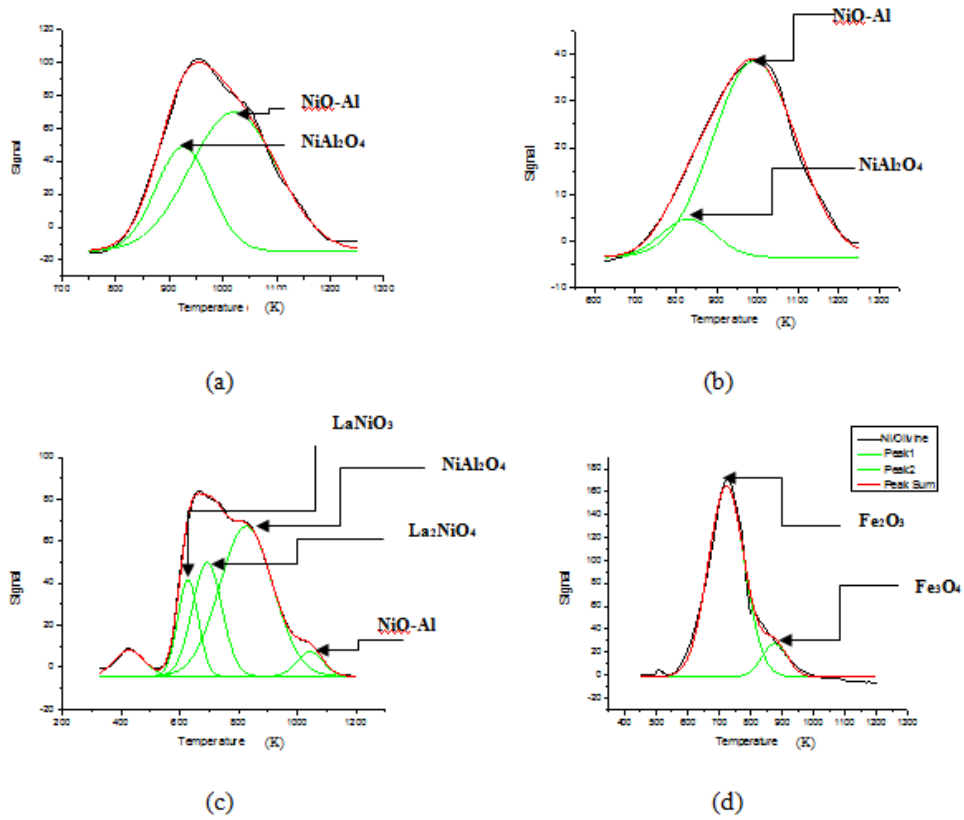 120
100
80
60
40
20
0
-20
Signal
700 800 900 1000 1100 1200 1300
Temperature (K)
NiO-Al
NiAl₂O₄
(a)
40
30
20
10
0
-10
Signal
600 700 800 900 1000 1100 1200 1300
Temperature (K)
NiO-Al
NiAl₂O₄
(b)
LaNiO₃
NiAl₂O₄
La₂NiO₄
NiO-Al
100
80
60
40
20
0
-20
Signal
200 400 600 800 1000 1200
Temperature (K)
(c)
Ni/Olivine
Peak1
Peak2
Peak Sum
Fe₂O₃
Fe₃O₄
180
160
140
120
100
80
60
40
20
0
-20
Signal
400 500 600 700 800 900 1000 1100 1200 1300
Temperature (K)
(d)